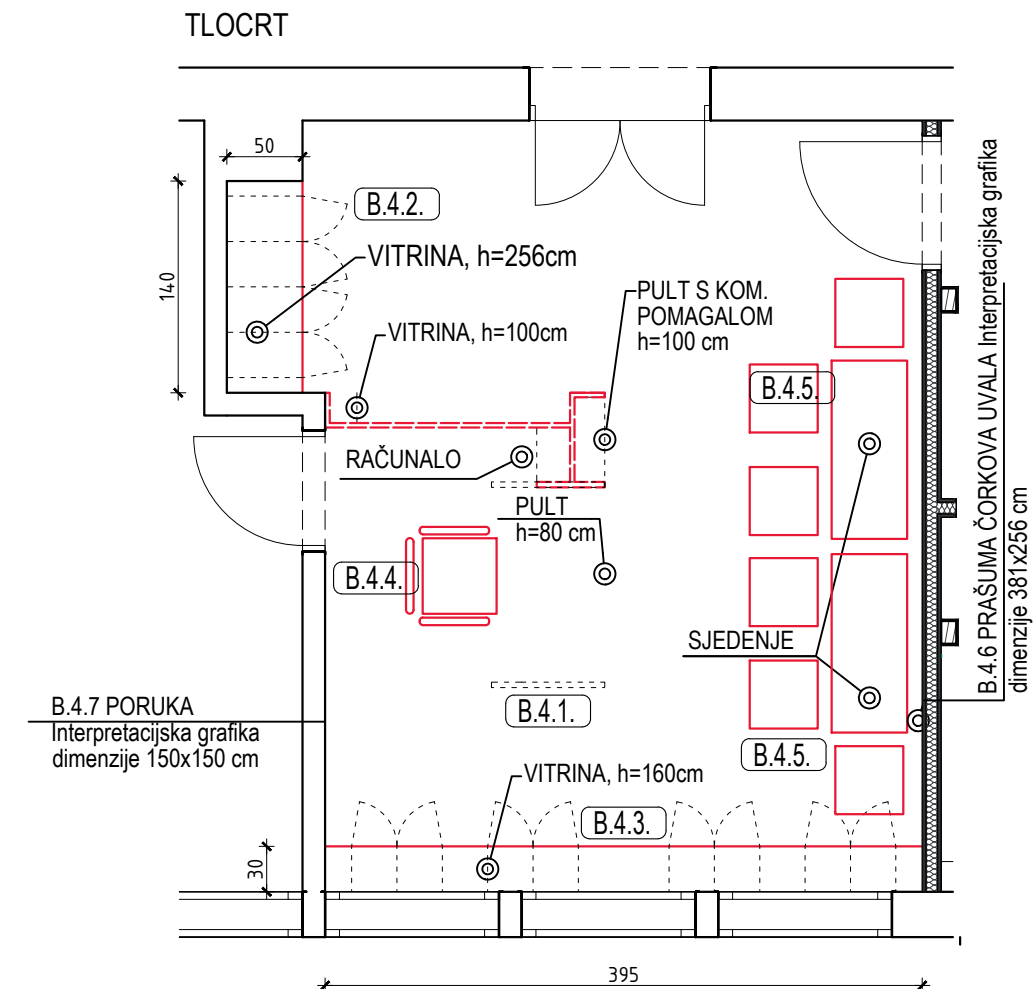 TLOCRT
50
140
B.4.2.
VITRINA, h=256cm
VITRINA, h=100cm
PULT S KOM.
POMAGALOM
h=100 cm
B.4.5.
RAČUNALO
PULT
h=80 cm
B.4.4.
SJEDENJE
B.4.6 PRAŠUMA ČORKOVA UVALA Interpretacijska grafika
dimenzije 381x256 cm
B.4.7 PORUKA
Interpretacijska grafika
dimenzije 150x150 cm
B.4.1.
B.4.5.
VITRINA, h=160cm
B.4.3.
30
395